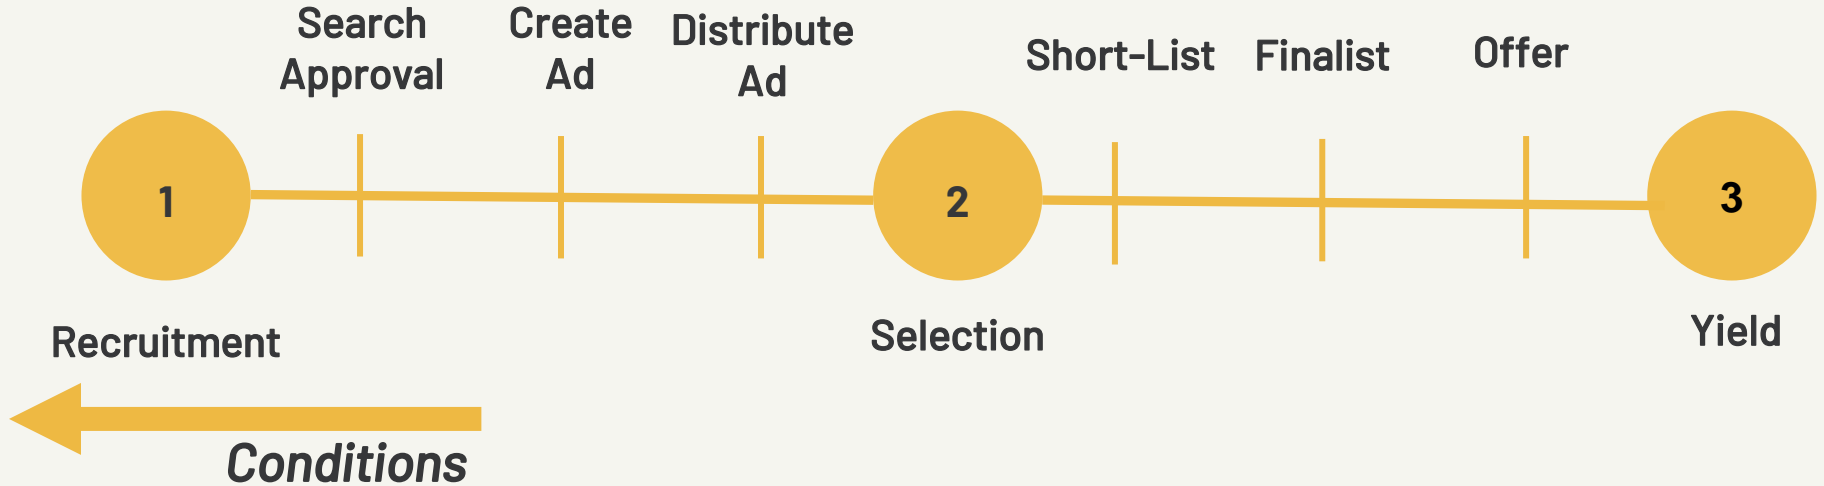 Search
Approval
Create
Ad
Distribute
Ad
Short-List
Finalist
Offer
1
2
3
Recruitment
Selection
Yield
Conditions